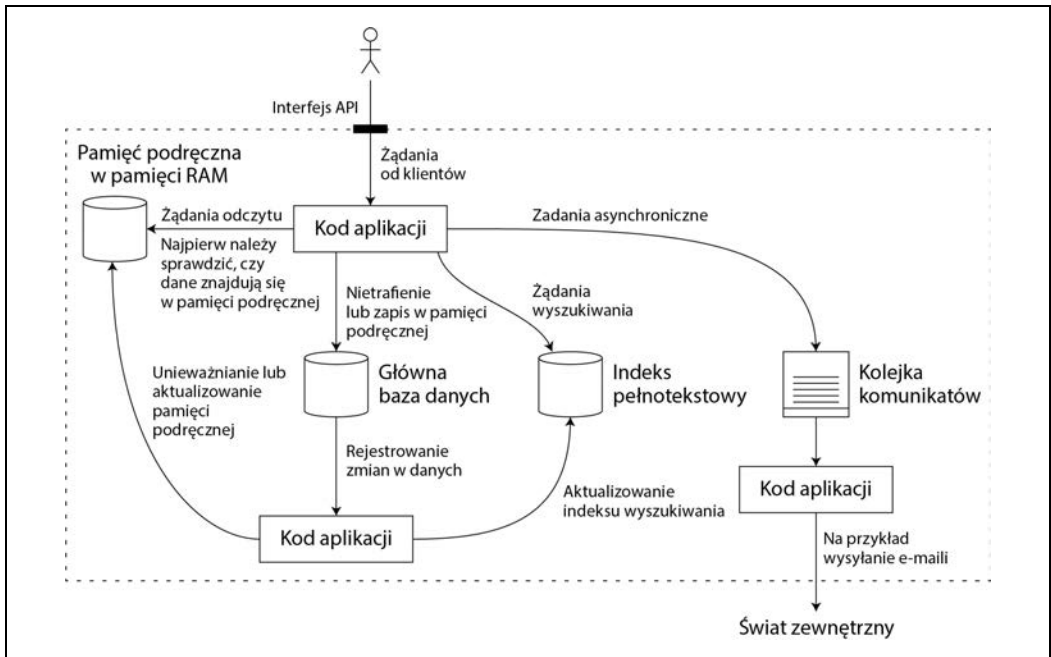 Interfejs API
Pamięć podręczna
w pamięci RAM
Żądania
od klientów
Żądania odczytu
Kod aplikacji
Zadania asynchroniczne
Najpierw należy
sprawdzić, czy
dane znajdują się
w pamięci podręcznej
Nietrafienie
lub zapis w pamięci
podręcznej
Żądania
wyszukiwania
Unieważnianie lub
aktualizowanie
pamięci
podręcznej
Główna
baza danych
Indeks
pełnotekstowy
Kolejka
komunikatów
Rejestrowanie
zmian w danych
Kod aplikacji
Aktualizowanie
indeksu wyszukiwania
Kod aplikacji
Na przykład
wysyłanie e-maili
Świat zewnętrzny